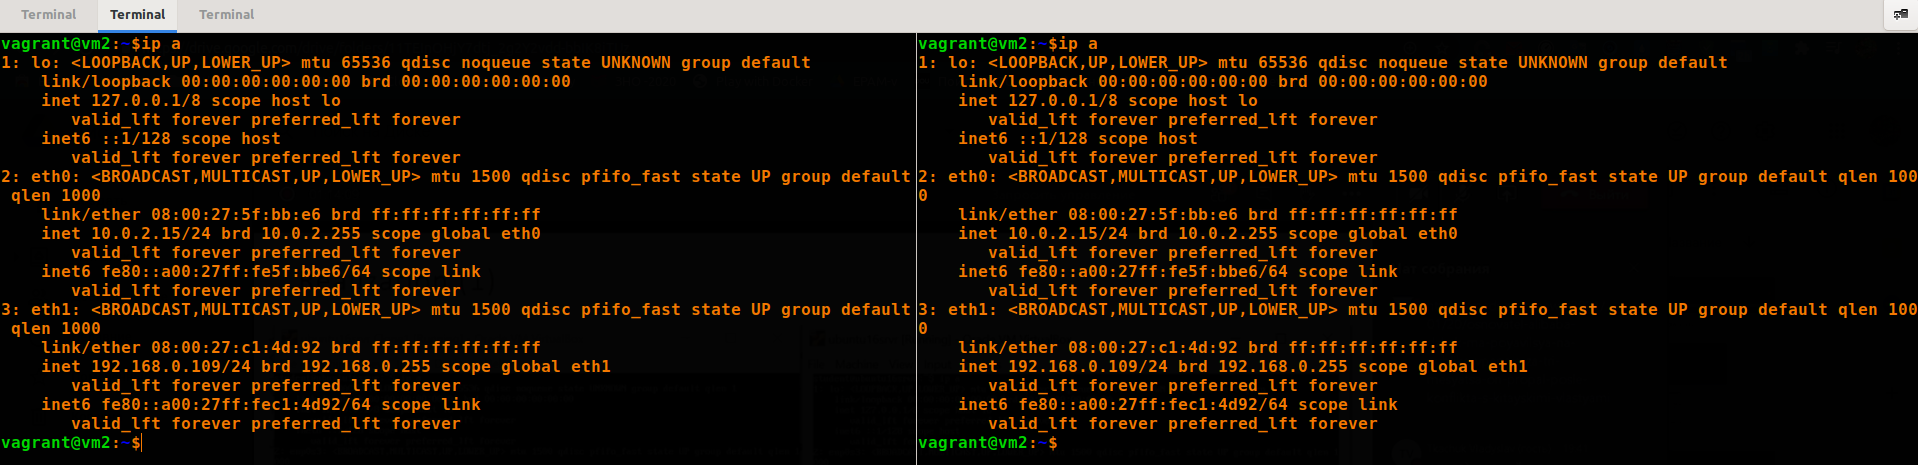 Terminal Terminal Terminal
vagrant@vm2:~$ip a
1: lo: <LOOPBACK,UP,LOWER_UP> mtu 65536 qdisc noqueue state UNKNOWN group default
link/loopback 00:00:00:00:00:00 brd 00:00:00:00:00:00
inet 127.0.0.1/8 scope host lo
valid_lft forever preferred_lft forever
inet6 ::1/128 scope host
valid_lft forever preferred_lft forever
2: eth0: <BROADCAST,MULTICAST,UP,LOWER_UP> mtu 1500 qdisc pfifo_fast state UP group default
qlen 1000
link/ether 08:00:27:5f:bb:e6 brd ff:ff:ff:ff:ff:ff
inet 10.0.2.15/24 brd 10.0.2.255 scope global eth0
valid_lft forever preferred_lft forever
inet6 fe80::a00:27ff:fe5f:bbe6/64 scope link
valid_lft forever preferred_lft forever
3: eth1: <BROADCAST,MULTICAST,UP,LOWER_UP> mtu 1500 qdisc pfifo_fast state UP group default
qlen 1000
link/ether 08:00:27:c1:4d:92 brd ff:ff:ff:ff:ff:ff
inet 192.168.0.109/24 brd 192.168.0.255 scope global eth1
valid_lft forever preferred_lft forever
inet6 fe80::a00:27ff:fec1:4d92/64 scope link
valid_lft forever preferred_lft forever
vagrant@vm2:~$
vagrant@vm2:~$ip a
1: lo: <LOOPBACK,UP,LOWER_UP> mtu 65536 qdisc noqueue state UNKNOWN group default
link/loopback 00:00:00:00:00:00 brd 00:00:00:00:00:00
inet 127.0.0.1/8 scope host lo
valid_lft forever preferred_lft forever
inet6 ::1/128 scope host
valid_lft forever preferred_lft forever
2: eth0: <BROADCAST,MULTICAST,UP,LOWER_UP> mtu 1500 qdisc pfifo_fast state UP group default qlen 100
0
link/ether 08:00:27:5f:bb:e6 brd ff:ff:ff:ff:ff:ff
inet 10.0.2.15/24 brd 10.0.2.255 scope global eth0
valid_lft forever preferred_lft forever
inet6 fe80::a00:27ff:fe5f:bbe6/64 scope link
valid_lft forever preferred_lft forever
3: eth1: <BROADCAST,MULTICAST,UP,LOWER_UP> mtu 1500 qdisc pfifo_fast state UP group default qlen 100
0
link/ether 08:00:27:c1:4d:92 brd ff:ff:ff:ff:ff:ff
inet 192.168.0.109/24 brd 192.168.0.255 scope global eth1
valid_lft forever preferred_lft forever
inet6 fe80::a00:27ff:fec1:4d92/64 scope link
valid_lft forever preferred_lft forever
vagrant@vm2:~$